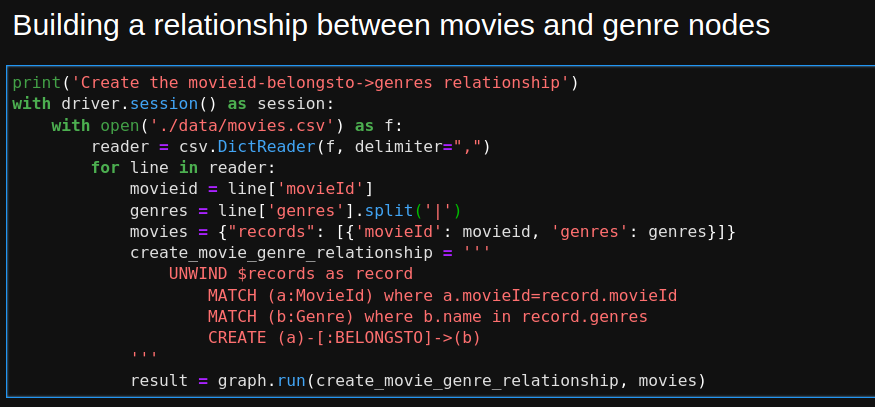 Building a relationship between movies and genre nodes
print('Create the movieid-belongsto->genres relationship')
with driver.session() as session:
    with open('./data/movies.csv') as f:
        reader = csv.DictReader(f, delimiter=",")
        for line in reader:
            movieid = line['movieId']
            genres = line['genres'].split('|')
            movies = {"records": [{'movieId': movieid, 'genres': genres}]}
            create_movie_genre_relationship = '''
                UNWIND $records as record
                    MATCH (a:MovieId) where a.movieId=record.movieId
                    MATCH (b:Genre) where b.name in record.genres
                    CREATE (a)-[:BELONGSTO]->(b)
            '''
            result = graph.run(create_movie_genre_relationship, movies)